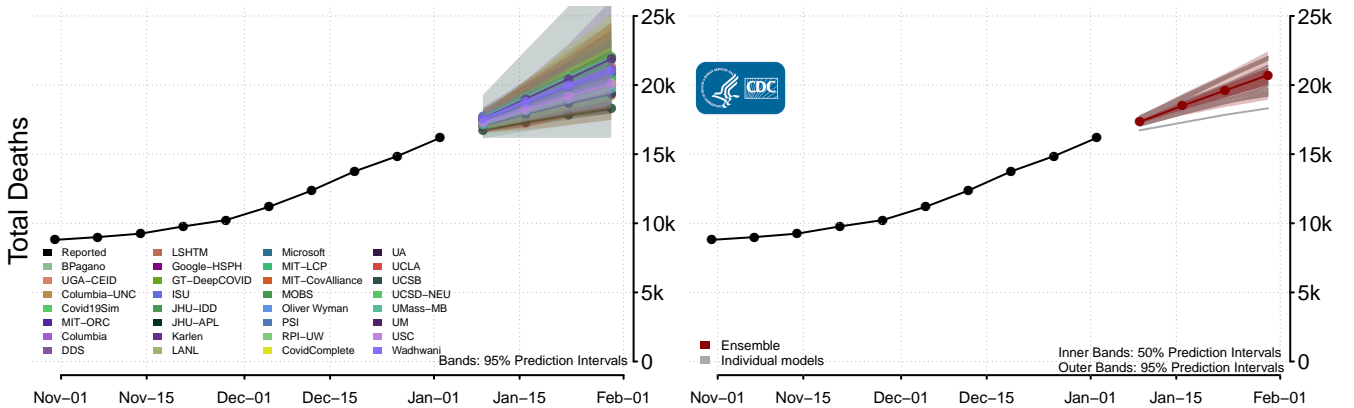 Total Deaths
25k
20k
15k
10k
5k
0
Reported
BPagano
UGA−CEID
Columbia−UNC
Covid19Sim
MIT−ORC
Columbia
DDS
LSHTM
Google−HSPH
GT−DeepCOVID
ISU
JHU−IDD
JHU−APL
Karlen
LANL
Microsoft
MIT−LCP
MIT−CovAlliance
MOBS
Oliver Wyman
PSI
RPI−UW
CovidComplete
UA
UCLA
UCSB
UCSD−NEU
UMass−MB
UM
USC
Wadhwani
Bands: 95% Prediction Intervals
Nov−01 Nov−15 Dec−01 Dec−15 Jan−01 Jan−15 Feb−01
CDC
25k
20k
15k
10k
5k
0
Ensemble
Individual models
Inner Bands: 50% Prediction Intervals
Outer Bands: 95% Prediction Intervals
Nov−01 Nov−15 Dec−01 Dec−15 Jan−01 Jan−15 Feb−01